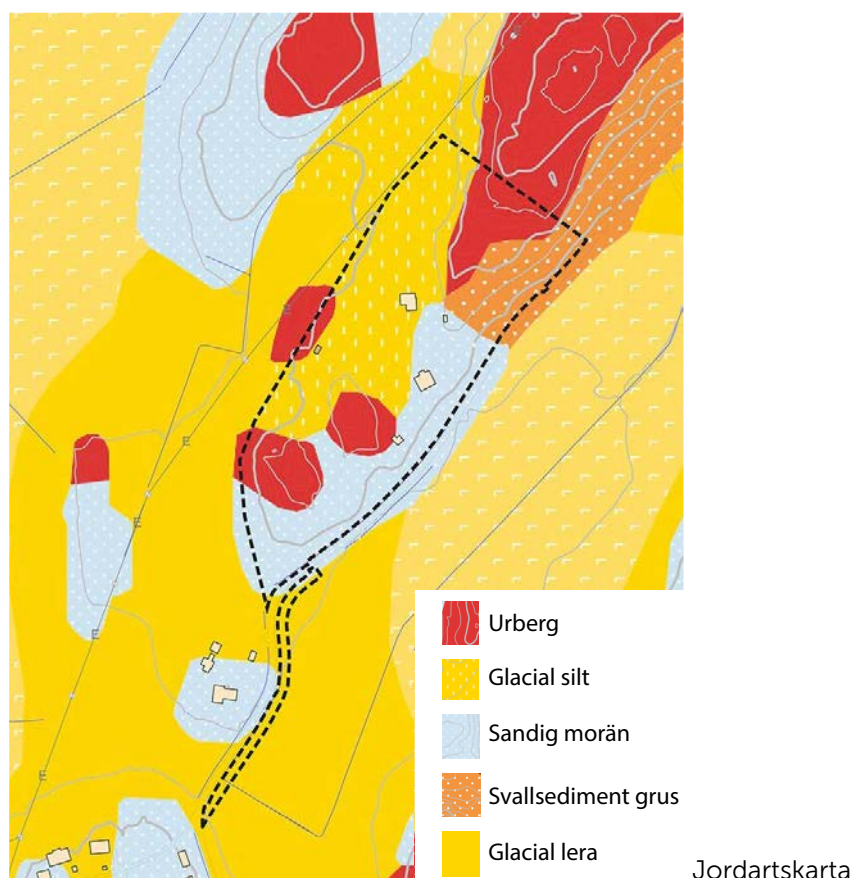 E
E
E
E
E
E
Urberg
Glacial silt
Sandig morän
Svallsediment grus
Glacial lera
Jordartskarta